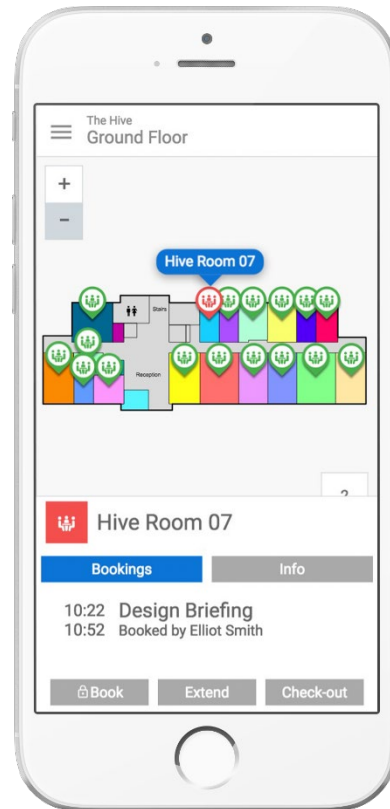 The Hive
Ground Floor
+
−
Hive Room 07
Stairs
Reception
Hive Room 07
Bookings
Info
10:22 Design Briefing
10:52 Booked by Elliot Smith
Book
Extend
Check-out